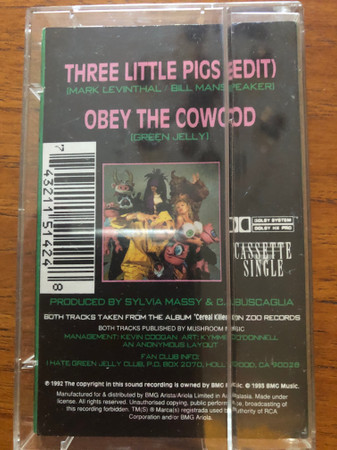 THREE LITTLE PIGS (EDIT)
(MARK LEVINTHAL / BILL MANSPEAKER)
OBEY THE COWGOD
(GREEN JELLY)
7 43211 51424 8
DOLBY SYSTEM
DOLBY HX PRO
CASSETTE
SINGLE
PRODUCED BY SYLVIA MASSY & C. BUSCAGLIA
BOTH TRACKS TAKEN FROM THE ALBUM "Cereal Killer" ON ZOO RECORDS
BOTH TRACKS PUBLISHED BY MUSHROOM MUSIC
MANAGEMENT: KEVIN COOGAN ART: O'DONNELL
AN ANONYMOUS LAYOUT
FAN CLUB INFO:
I HATE GREEN JELLY CLUB, P.O. BOX 2070, HOLLYWOOD, CA 90028
℗ 1992 The copyright in this sound recording is owned by BMG Music. © 1993 BMG Music.
Manufactured for & distributed by BMG Arista/Ariola Limited in Australasia. Made under
license. All rights reserved. Unauthorised copying, public performance, broadcasting of
this recording forbidden. TM(S) ® Marca(s) registrada used by authority of RCA
Corporation and/or BMG Ariola.